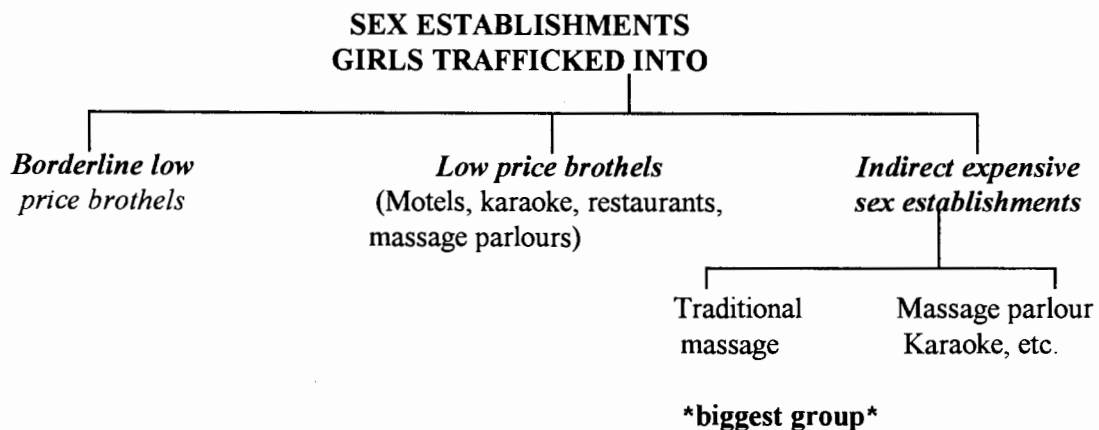 SEX ESTABLISHMENTS
GIRLS TRAFFICKED INTO
Borderline low
price brothels
Low price brothels
(Motels, karaoke, restaurants,
massage parlours)
Indirect expensive
sex establishments
Traditional
massage
Massage parlour
Karaoke, etc.
*biggest group*